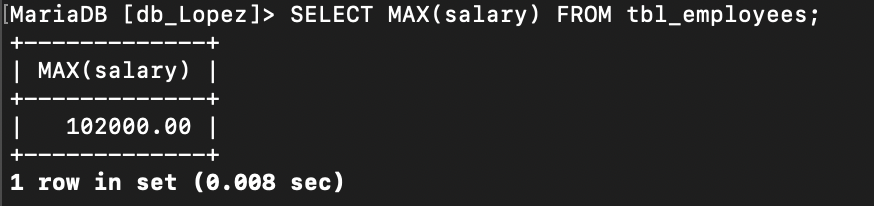 [MariaDB [db_Lopez]> SELECT MAX(salary) FROM tbl_employees;
+-------------+
| MAX(salary) |
+-------------+
|   102000.00 |
+-------------+
1 row in set (0.008 sec)